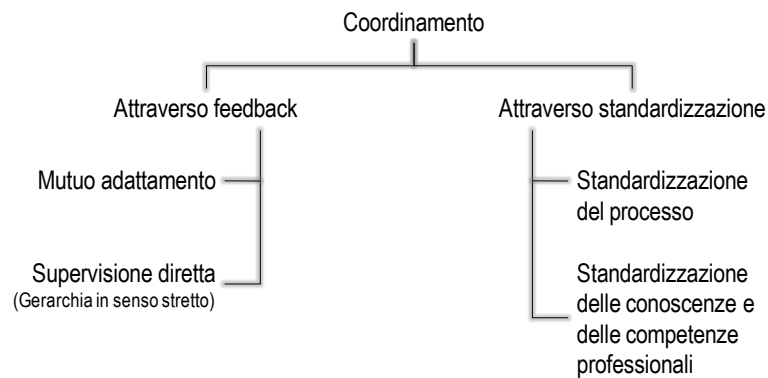 Coordinamento
Attraverso feedback
Mutuo adattamento
Supervisione diretta
(Gerarchia in senso stretto)
Attraverso standardizzazione
Standardizzazione
del processo
Standardizzazione
delle conoscenze e
delle competenze
professionali